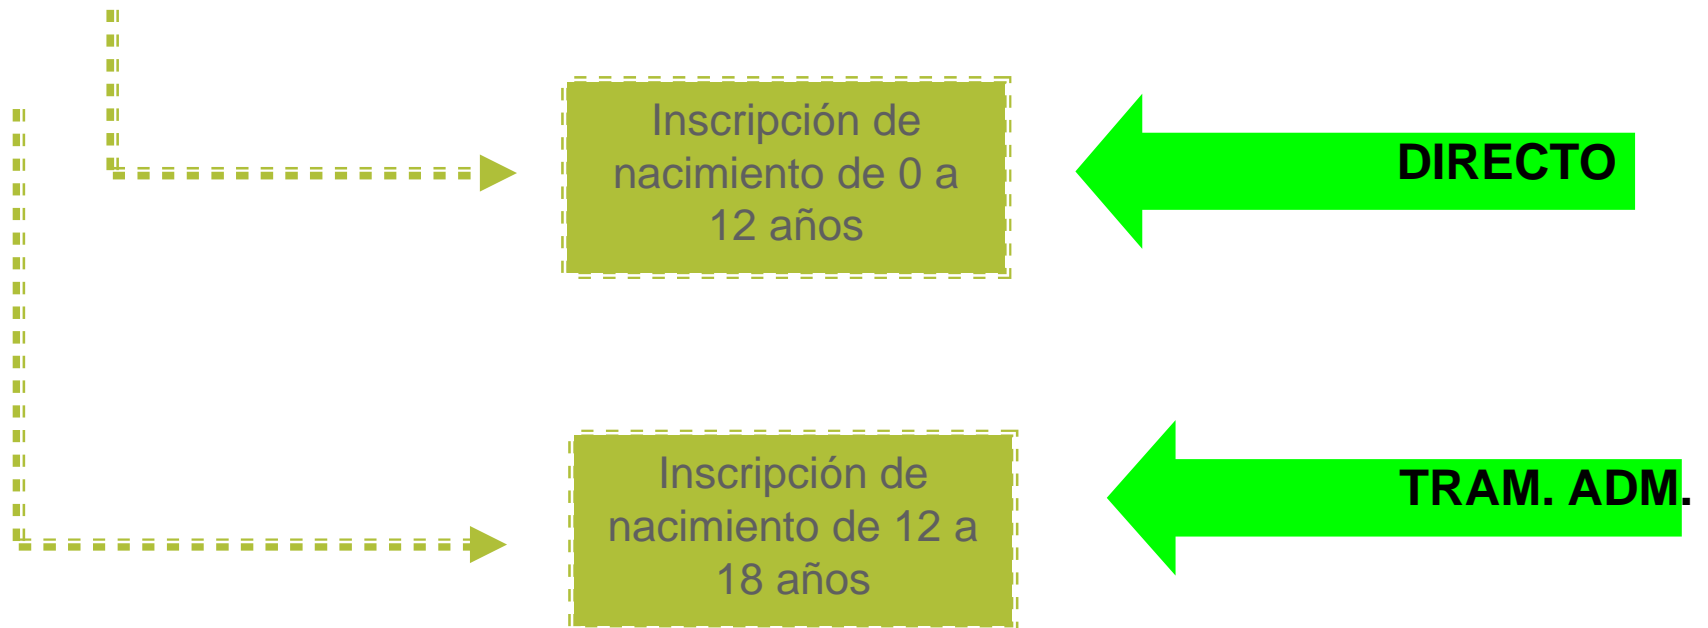 Inscripción de
nacimiento de 0 a
12 años
DIRECTO
Inscripción de
nacimiento de 12 a
18 años
TRAM. ADM.